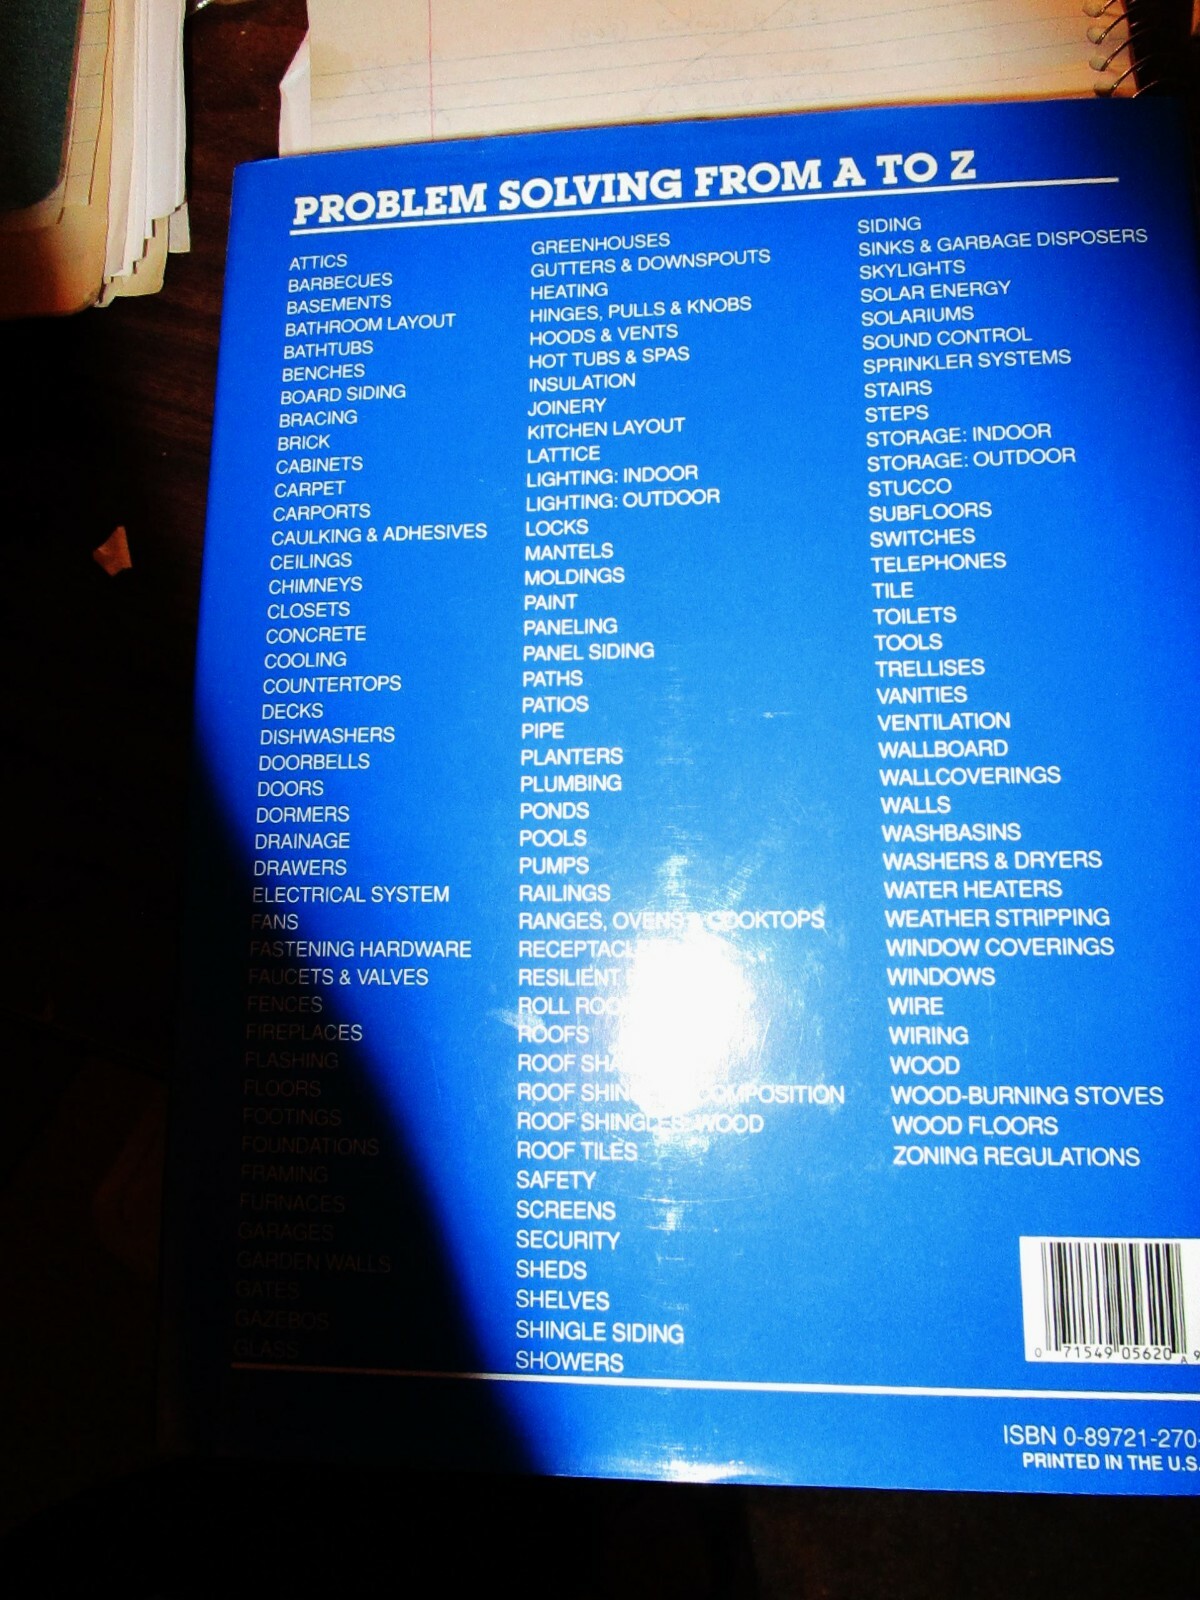 PROBLEM SOLVING FROM A TO Z
ATTICS
BARBECUES
BASEMENTS
BATHROOM LAYOUT
BATHTUBS
BENCHES
BOARD SIDING
BRACING
BRICK
CABINETS
CARPET
CARPORTS
CAULKING & ADHESIVES
CEILINGS
CHIMNEYS
CLOSETS
CONCRETE
COOLING
COUNTERTOPS
DECKS
DISHWASHERS
DOORBELLS
DOORS
DORMERS
DRAINAGE
DRAWERS
ELECTRICAL SYSTEM
FANS
FASTENING HARDWARE
FAUCETS & VALVES
FENCES
FIREPLACES
FLASHING
FLOORS
FOOTINGS
FOUNDATIONS
FRAMING
FURNACES
GARAGES
GARDEN WALLS
GATES
GAZEBOS
GLASS
GREENHOUSES
GUTTERS & DOWNSPOUTS
HEATING
HINGES, PULLS & KNOBS
HOODS & VENTS
HOT TUBS & SPAS
INSULATION
JOINERY
KITCHEN LAYOUT
LATTICE
LIGHTING: INDOOR
LIGHTING: OUTDOOR
LOCKS
MANTELS
MOLDINGS
PAINT
PANELING
PANEL SIDING
PATHS
PATIOS
PIPE
PLANTERS
PLUMBING
PONDS
POOLS
PUMPS
RAILINGS
RANGES, OVENS & COOKTOPS
RESILIENT
ROLL
ROOFS
ROOF
ROOF COMPOSITION
ROOF SHINGLES: WOOD
ROOF TILES
SAFETY
SCREENS
SECURITY
SHEDS
SHELVES
SHINGLE SIDING
SHOWERS
SIDING
SINKS & GARBAGE DISPOSERS
SKYLIGHTS
SOLAR ENERGY
SOLARIUMS
SOUND CONTROL
SPRINKLER SYSTEMS
STAIRS
STEPS
STORAGE: INDOOR
STORAGE: OUTDOOR
STUCCO
SUBFLOORS
SWITCHES
TELEPHONES
TILE
TOILETS
TOOLS
TRELLISES
VANITIES
VENTILATION
WALLBOARD
WALLCOVERINGS
WALLS
WASHBASINS
WASHERS & DRYERS
WATER HEATERS
WEATHER STRIPPING
WINDOW COVERINGS
WINDOWS
WIRE
WIRING
WOOD
WOOD-BURNING STOVES
WOOD FLOORS
ZONING REGULATIONS
0 71549 05620 A 9
ISBN 0-89721-270-
PRINTED IN THE U.S.